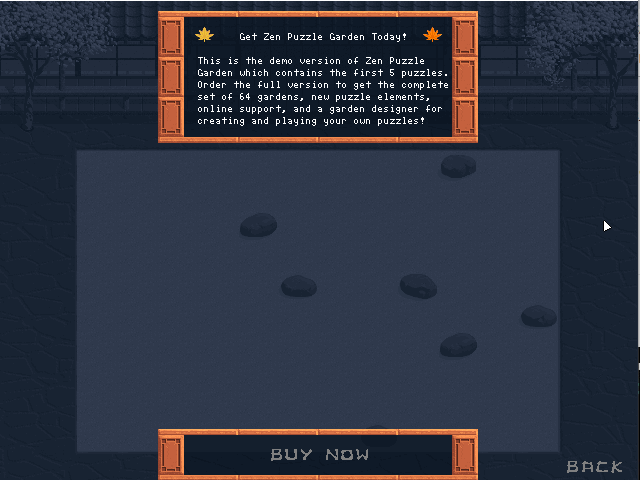 Get Zen Puzzle Garden Today!
This is the demo version of Zen Puzzle
Garden which contains the first 5 puzzles.
Order the full version to get the complete
set of 64 gardens, new puzzle elements,
online support, and a garden designer for
creating and playing your own puzzles!
BUY NOW
BACK